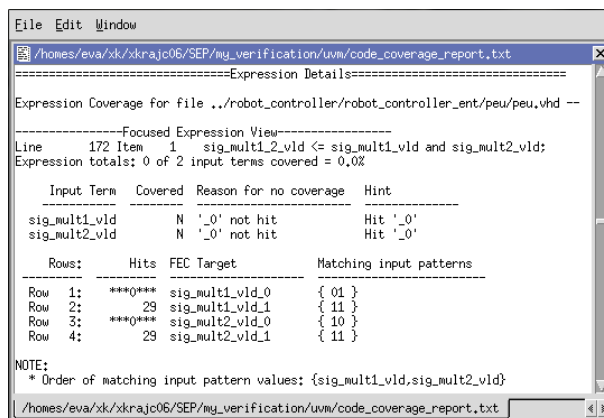 File Edit Window
/homes/eva/xk/xkrajc06/SEP/my_verification/uvm/code_coverage_report.txt
================================Expression Details================================
Expression Coverage for file ../robot_controller/robot_controller_ent/peu/peu.vhd --
----------------Focused Expression View-----------------
Line 172 Item 1 sig_mult1_2_vld <= sig_mult1_vld and sig_mult2_vld;
Expression totals: 0 of 2 input terms covered = 0.0%
Input Term Covered Reason for no coverage Hint
----------- -------- ----------------------- --------------
sig_mult1_vld N '_0' not hit Hit '_0'
sig_mult2_vld N '_0' not hit Hit '_0'
Rows: Hits FEC Target Matching input patterns
--------- --------- -------------------- -------------------------
Row 1: ***0*** sig_mult1_vld_0 { 01 }
Row 2: 29 sig_mult1_vld_1 { 11 }
Row 3: ***0*** sig_mult2_vld_0 { 10 }
Row 4: 29 sig_mult2_vld_1 { 11 }
NOTE:
* Order of matching input pattern values: {sig_mult1_vld,sig_mult2_vld}
/homes/eva/xk/xkrajc06/SEP/my_verification/uvm/code_coverage_report.txt